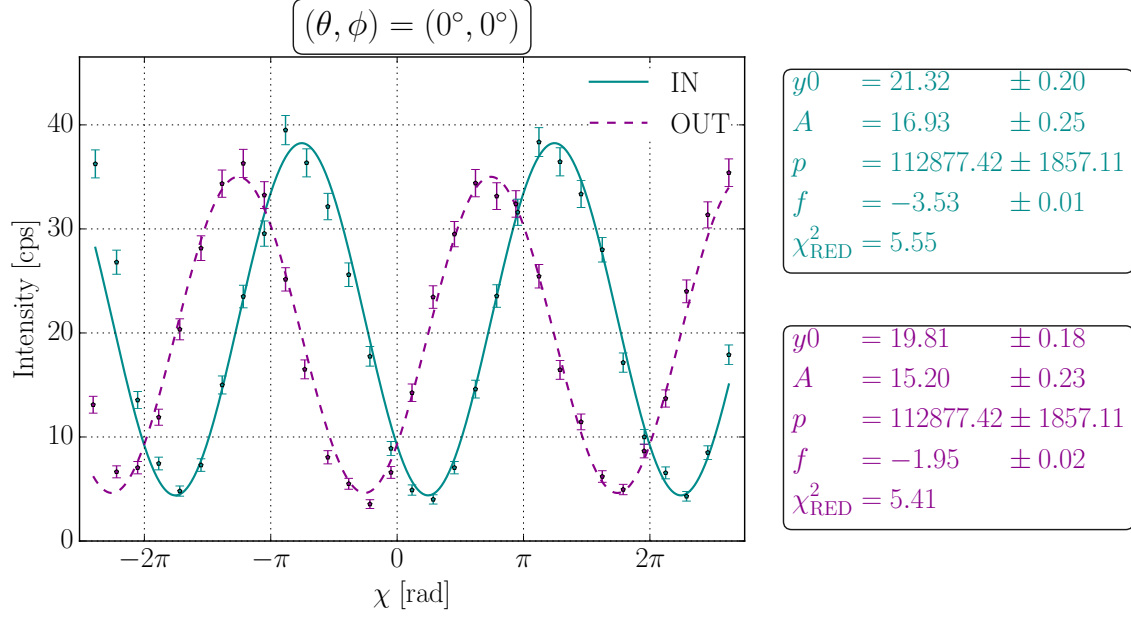 (θ, ϕ) = (0°, 0°)
Intensity [cps]
40
30
20
10
0
−2π −π 0 π 2π
χ [rad]
IN
OUT
y0 = 21.32 ± 0.20
A = 16.93 ± 0.25
p = 112877.42 ± 1857.11
f = −3.53 ± 0.01
χ²RED = 5.55
y0 = 19.81 ± 0.18
A = 15.20 ± 0.23
p = 112877.42 ± 1857.11
f = −1.95 ± 0.02
χ²RED = 5.41